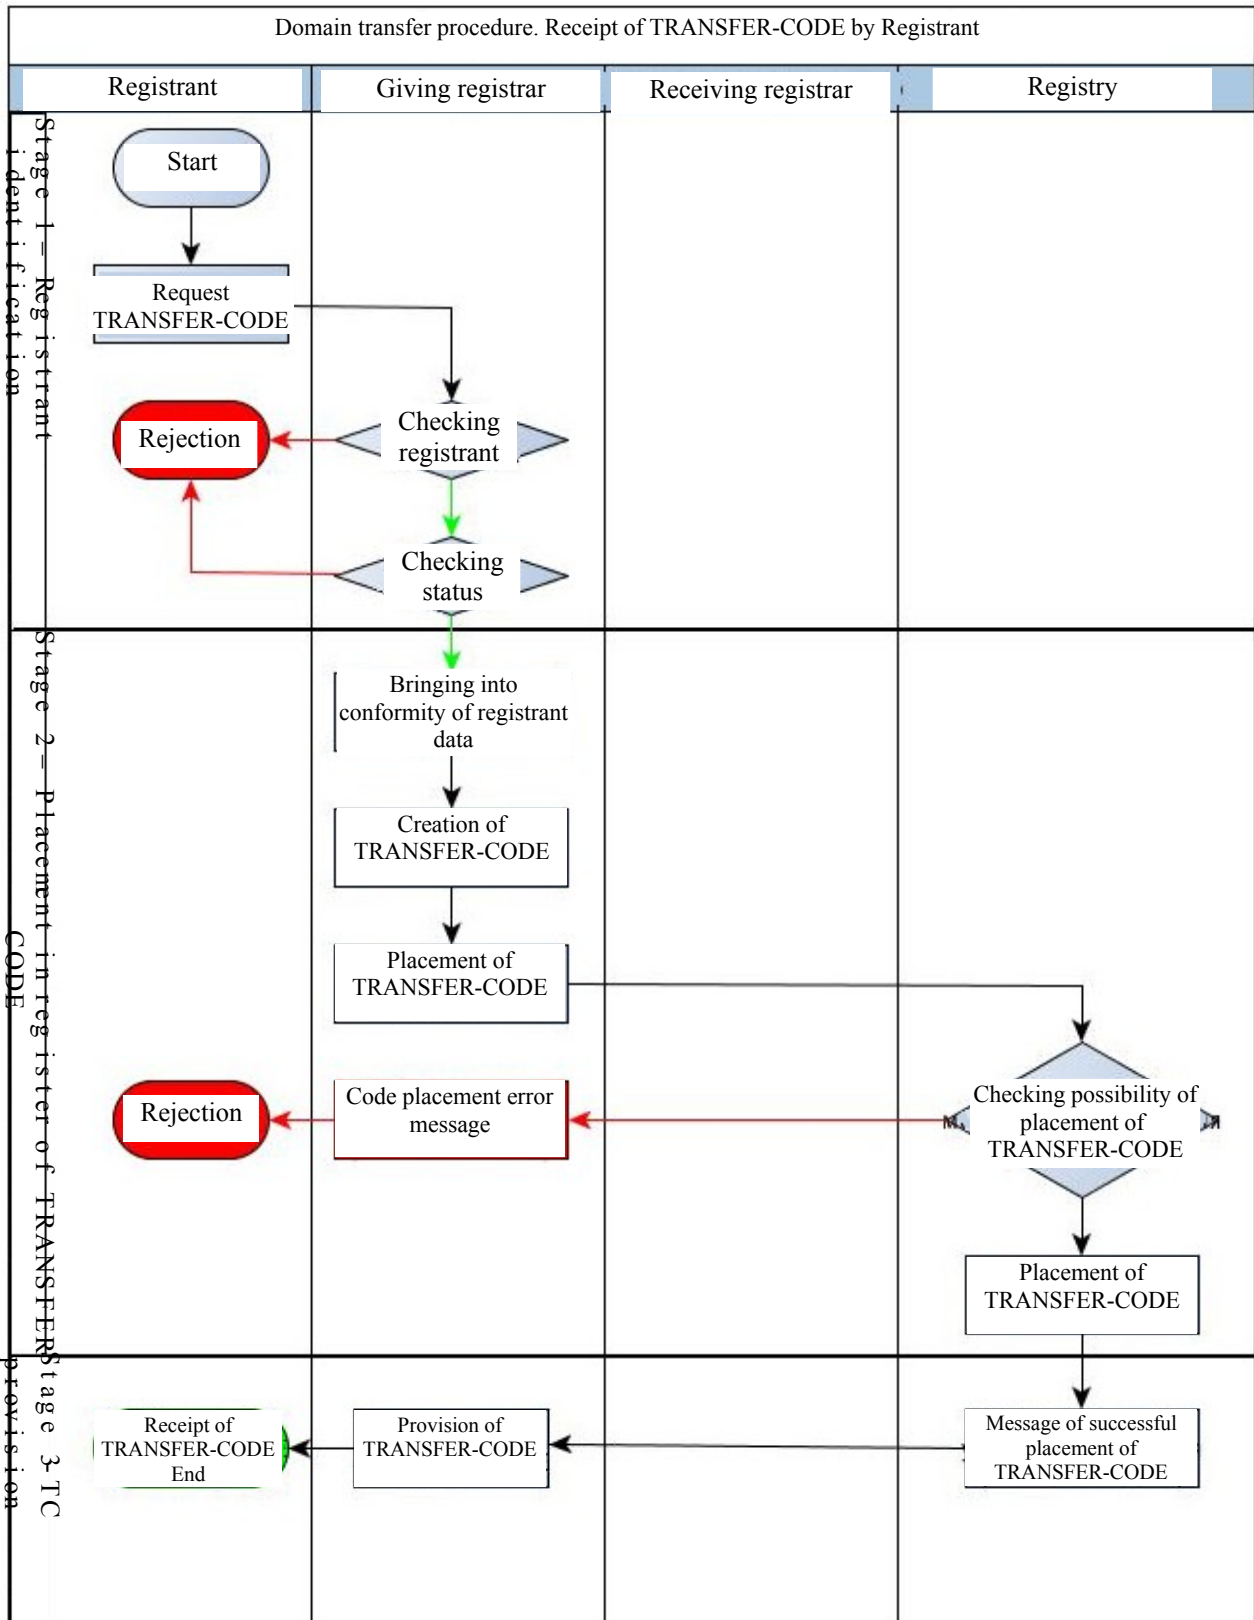 Domain transfer procedure. Receipt of TRANSFER-CODE by Registrant
Registrant
Giving registrar
Receiving registrar
Registry
Stage 1 – Registrant
identification
Start
Request
TRANSFER-CODE
Rejection
Checking
registrant
Checking
status
Stage 2 – Placement in register of TRANSFER
CODE
Bringing into
conformity of registrant
data
Creation of
TRANSFER-CODE
Placement of
TRANSFER-CODE
Rejection
Code placement error
message
Checking possibility of
placement of
TRANSFER-CODE
Placement of
TRANSFER-CODE
Stage 3-TC
provision
Receipt of
TRANSFER-CODE
End
Provision of
TRANSFER-CODE
Message of successful
placement of
TRANSFER-CODE